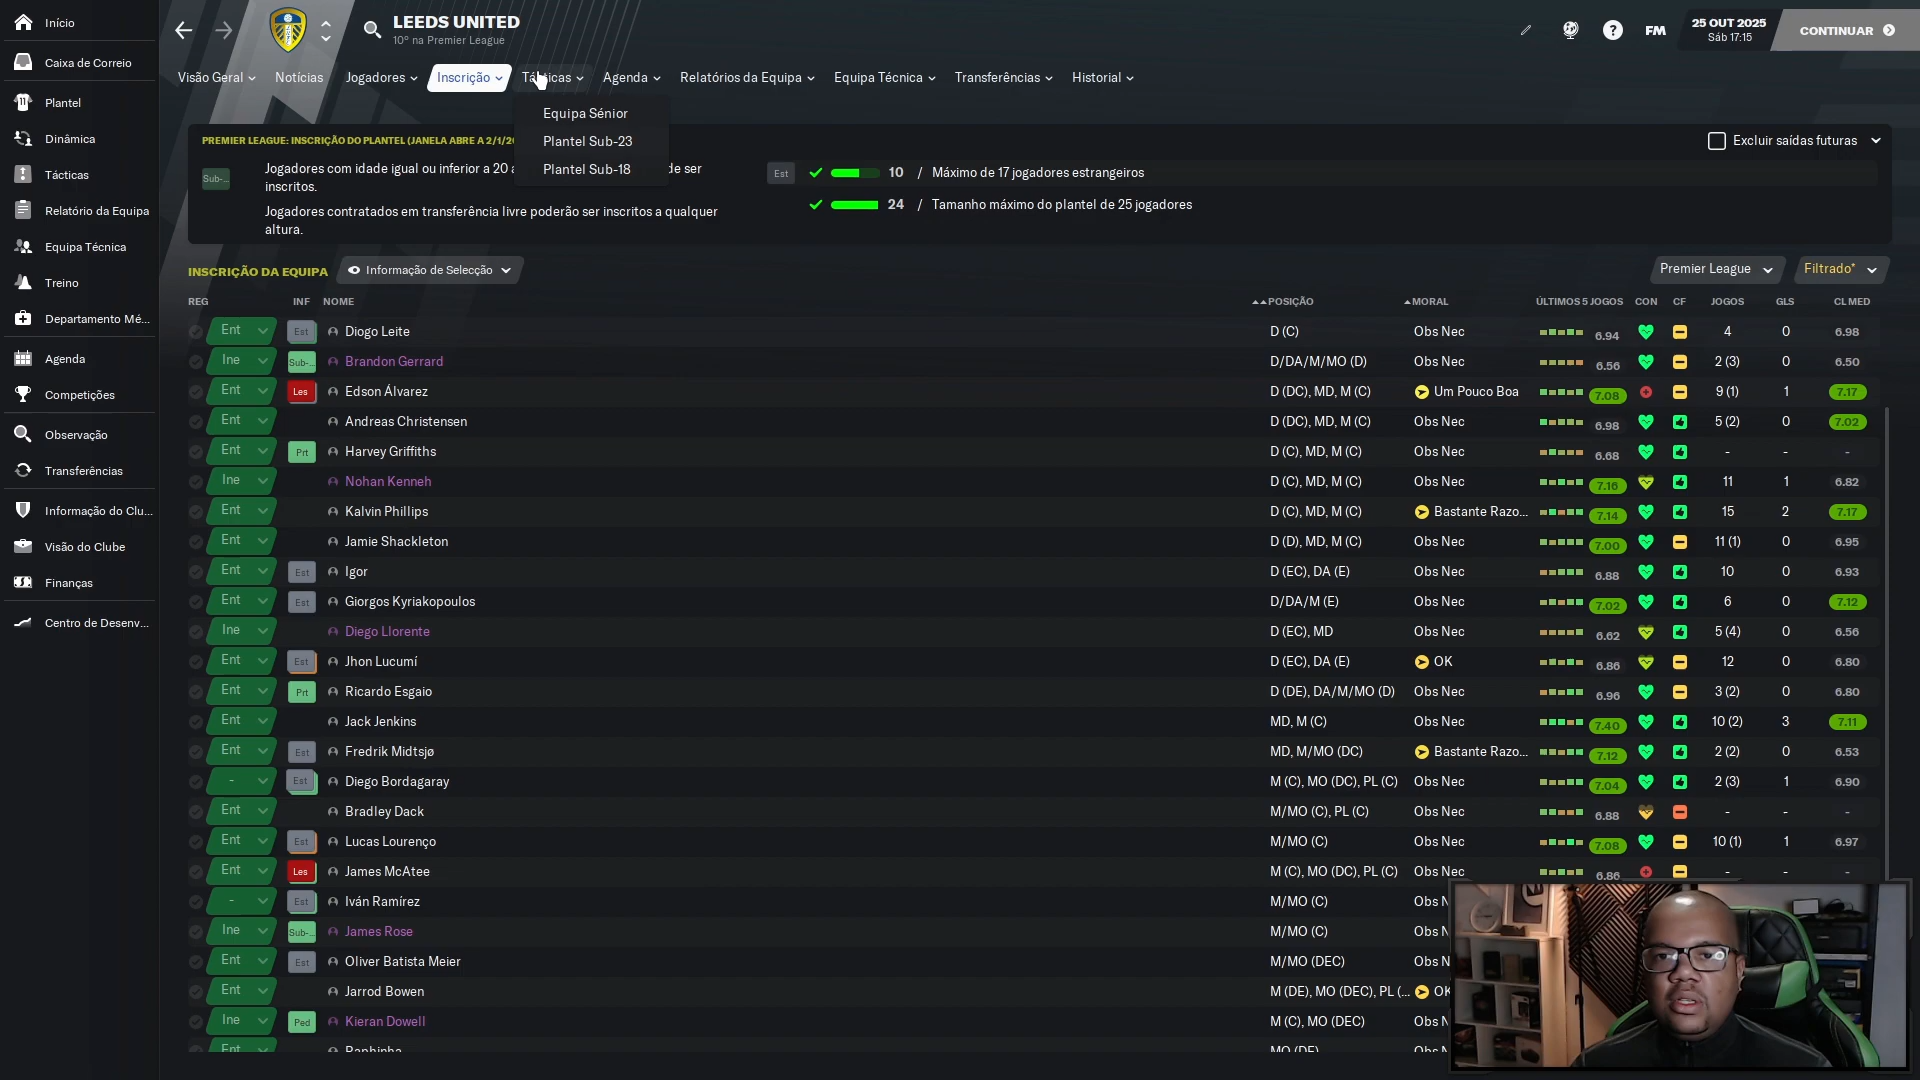 Início
Caixa de Correio
Plantel
Dinâmica
Tácticas
Relatório da Equipa
Equipa Técnica
Treino
Departamento Mé...
Agenda
Competições
Observação
Transferências
Informação do Clu...
Visão do Clube
Finanças
Centro de Desenv...
LEEDS UNITED
10º na Premier League
FM
25 OUT 2025
Sáb 17:15
CONTINUAR
Visão Geral Notícias Jogadores Inscrição Agenda Relatórios da Equipa Equipa Técnica Transferências Historial
Equipa Sénior
Plantel Sub-23
Plantel Sub-18
PREMIER LEAGUE: INSCRIÇÃO DO PLANTEL (JANELA ABRE A 2/1/
Sub-..
Jogadores com idade igual ou inferior a 20 de ser
inscritos.
Jogadores contratados em transferência livre poderão ser inscritos a qualquer
altura.
Excluir saídas futuras
Est 10 / Máximo de 17 jogadores estrangeiros
24 / Tamanho máximo do plantel de 25 jogadores
INSCRIÇÃO DA EQUIPA Informação de Selecção Premier League Filtrado*
REG INF NOME POSIÇÃO MORAL ÚLTIMOS 5 JOGOS CON CF JOGOS GLS CL MED
Ent Est Diogo Leite D (C) Obs Nec 6.94 4 0 6.98
Ine Sub-.. Brandon Gerrard D/DA/M/MO (D) Obs Nec 6.56 2 (3) 0 6.50
Ent Les Edson Álvarez D (DC), MD, M (C) Um Pouco Boa 7.08 9 (1) 1 7.17
Ent Andreas Christensen D (DC), MD, M (C) Obs Nec 6.98 5 (2) 0 7.02
Ent Prt Harvey Griffiths D (C), MD, M (C) Obs Nec 6.68 - - -
Ine Nohan Kenneh D (C), MD, M (C) Obs Nec 7.16 11 1 6.82
Ent Kalvin Phillips D (C), MD, M (C) Bastante Razo... 7.14 15 2 7.17
Ent Jamie Shackleton D (D), MD, M (C) Obs Nec 7.00 11 (1) 0 6.95
Ent Est Igor D (EC), DA (E) Obs Nec 6.88 10 0 6.93
Ent Est Giorgos Kyriakopoulos D/DA/M (E) Obs Nec 7.02 6 0 7.12
Ine Diego Llorente D (EC), MD Obs Nec 6.62 5 (4) 0 6.56
Ent Est Jhon Lucumí D (EC), DA (E) OK 6.86 12 0 6.80
Ent Prt Ricardo Esgaio D (DE), DA/M/MO (D) Obs Nec 6.96 3 (2) 0 6.80
Ent Jack Jenkins MD, M (C) Obs Nec 7.40 10 (2) 3 7.11
Ent Est Fredrik Midtsjø MD, M/MO (DC) Bastante Razo... 7.12 2 (2) 0 6.53
- Est Diego Bordagaray M (C), MO (DC), PL (C) Obs Nec 7.04 2 (3) 1 6.90
Ent Bradley Dack M/MO (C), PL (C) Obs Nec 6.88 - - -
Ent Est Lucas Lourenço M/MO (C) Obs Nec 7.08 10 (1) 1 6.97
Ent Les James McAtee M (C), MO (DC), PL (C) Obs Nec 6.86 - - -
- Est Iván Ramírez M/MO (C) Obs N
Ine Sub-.. James Rose M/MO (C) Obs N
Ent Est Oliver Batista Meier M/MO (DEC) Obs N
Ent Jarrod Bowen M (DE), MO (DEC), PL (... OK
Ine Ped Kieran Dowell M (C), MO (DEC) Obs N
Ent Raphinha MO (DE)